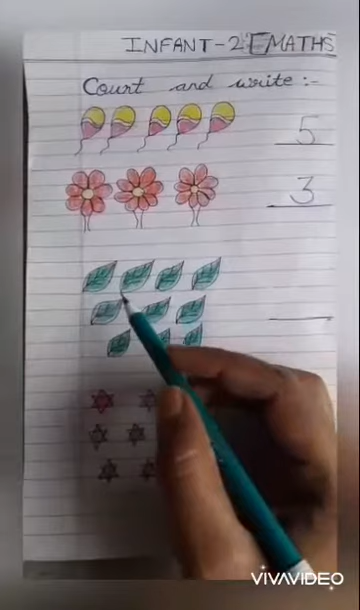 INFANT-2 MATHS
Count and write :-
5
3
VIVAVIDEO